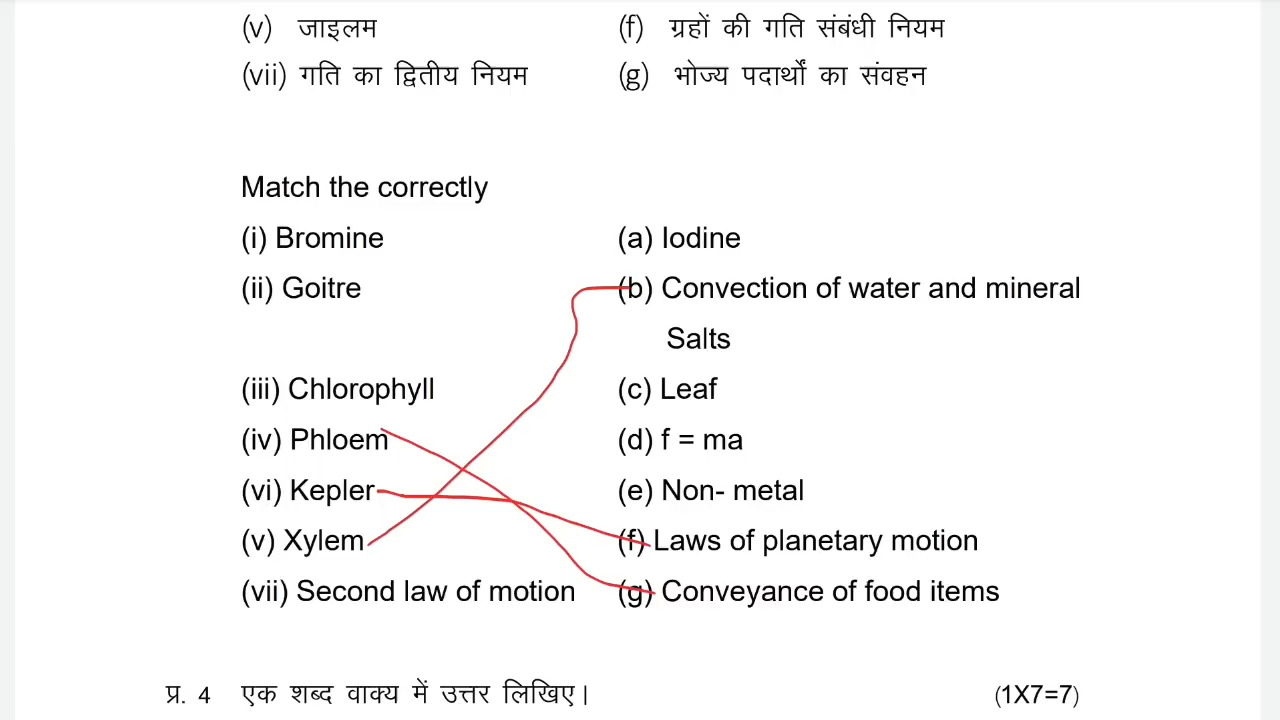 (v) जाइलम (f) ग्रहों की गति संबंधी नियम
(vii) गति का द्वितीय नियम (g) भोज्य पदार्थों का संवहन
Match the correctly
(i) Bromine (a) Iodine
(ii) Goitre (b) Convection of water and mineral
Salts
(iii) Chlorophyll (c) Leaf
(iv) Phloem (d) f = ma
(vi) Kepler (e) Non- metal
(v) Xylem (f) Laws of planetary motion
(vii) Second law of motion (g) Conveyance of food items
प्र. 4 एक शब्द वाक्य में उत्तर लिखिए। (1X7=7)